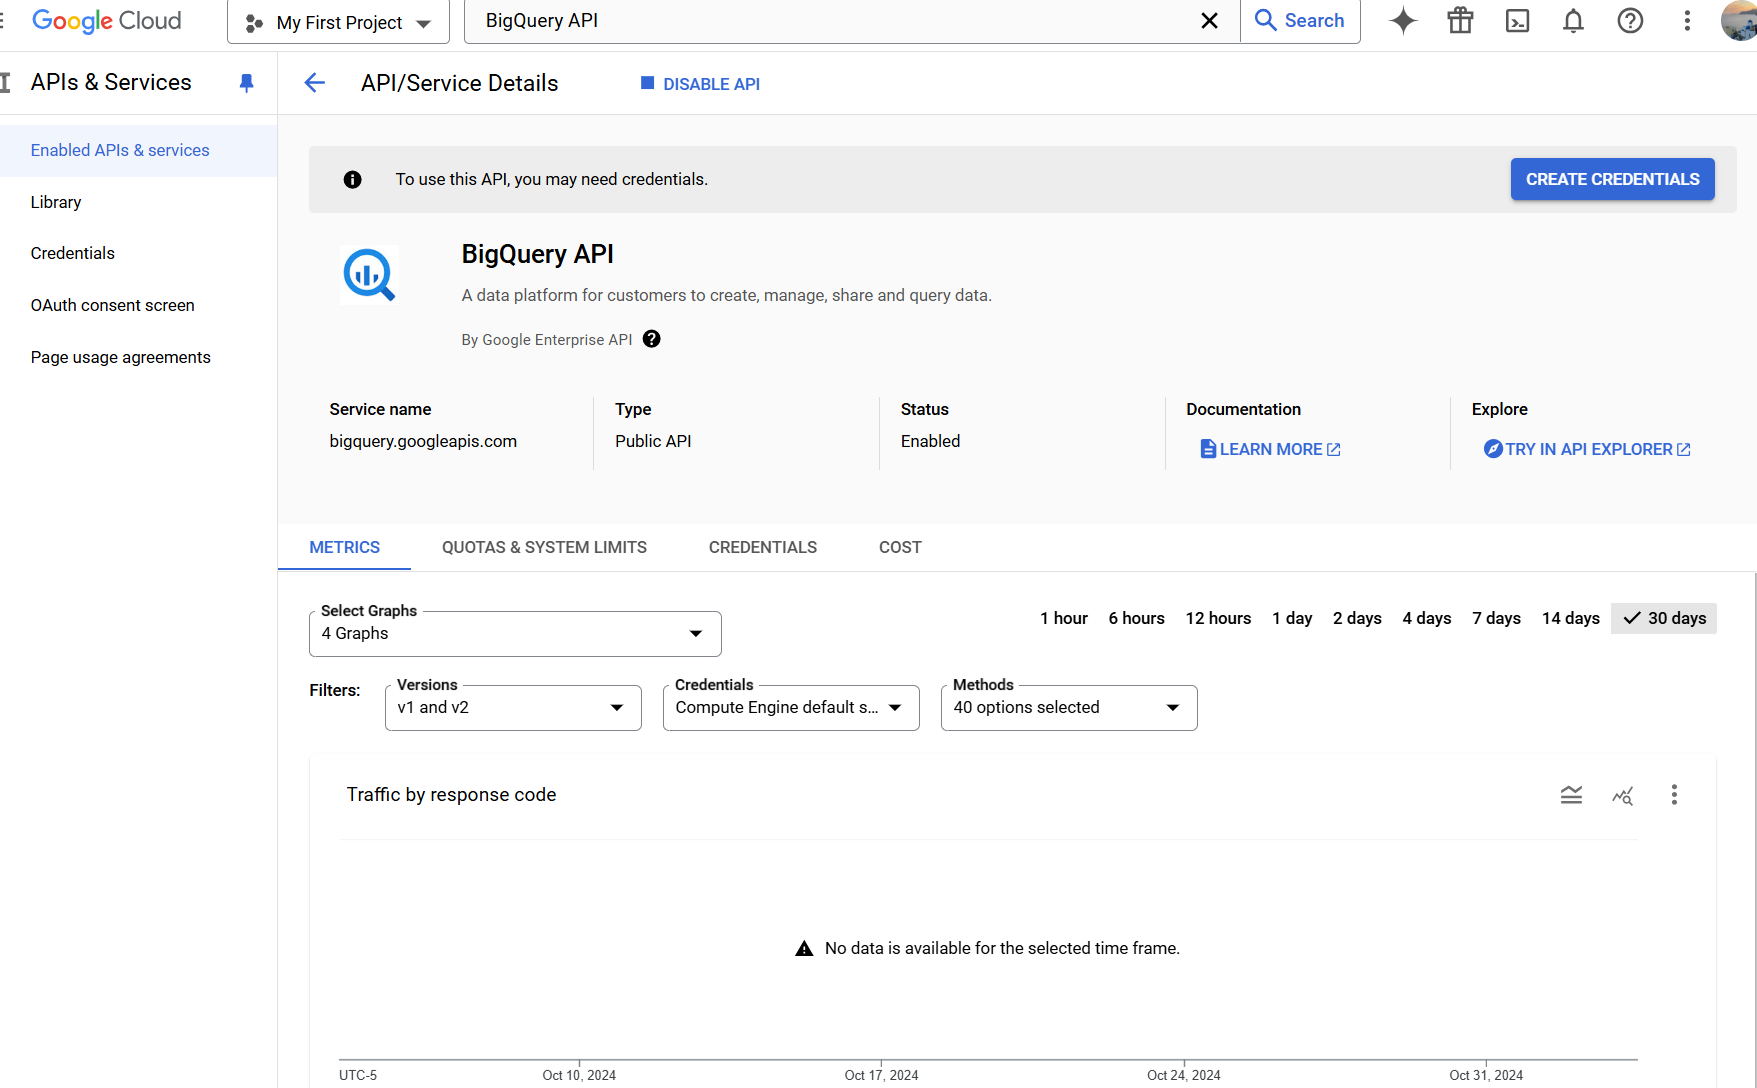 Google Cloud
My First Project
BigQuery API
Search
APIs & Services
API/Service Details
DISABLE API
Enabled APIs & services
Library
Credentials
OAuth consent screen
Page usage agreements
To use this API, you may need credentials.
CREATE CREDENTIALS
BigQuery API
A data platform for customers to create, manage, share and query data.
By Google Enterprise API
Service name
bigquery.googleapis.com
Type
Public API
Status
Enabled
Documentation
LEARN MORE
Explore
TRY IN API EXPLORER
METRICS QUOTAS & SYSTEM LIMITS CREDENTIALS COST
Select Graphs
4 Graphs
1 hour 6 hours 12 hours 1 day 2 days 4 days 7 days 14 days 30 days
Filters:
Versions
v1 and v2
Credentials
Compute Engine default s...
Methods
40 options selected
Traffic by response code
No data is available for the selected time frame.
UTC-5 Oct 10, 2024 Oct 17, 2024 Oct 24, 2024 Oct 31, 2024